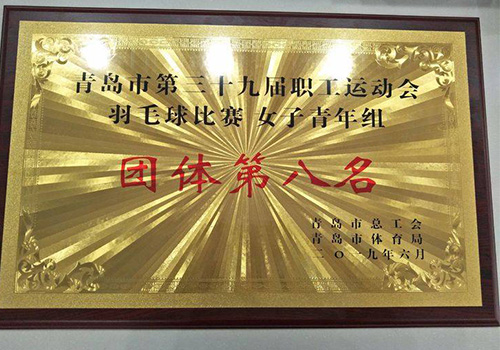 青岛市第三十九届职工运动会
羽毛球比赛 女子青年组
团体第八名
青岛市总工会
青岛市体育局
二〇一九年六月